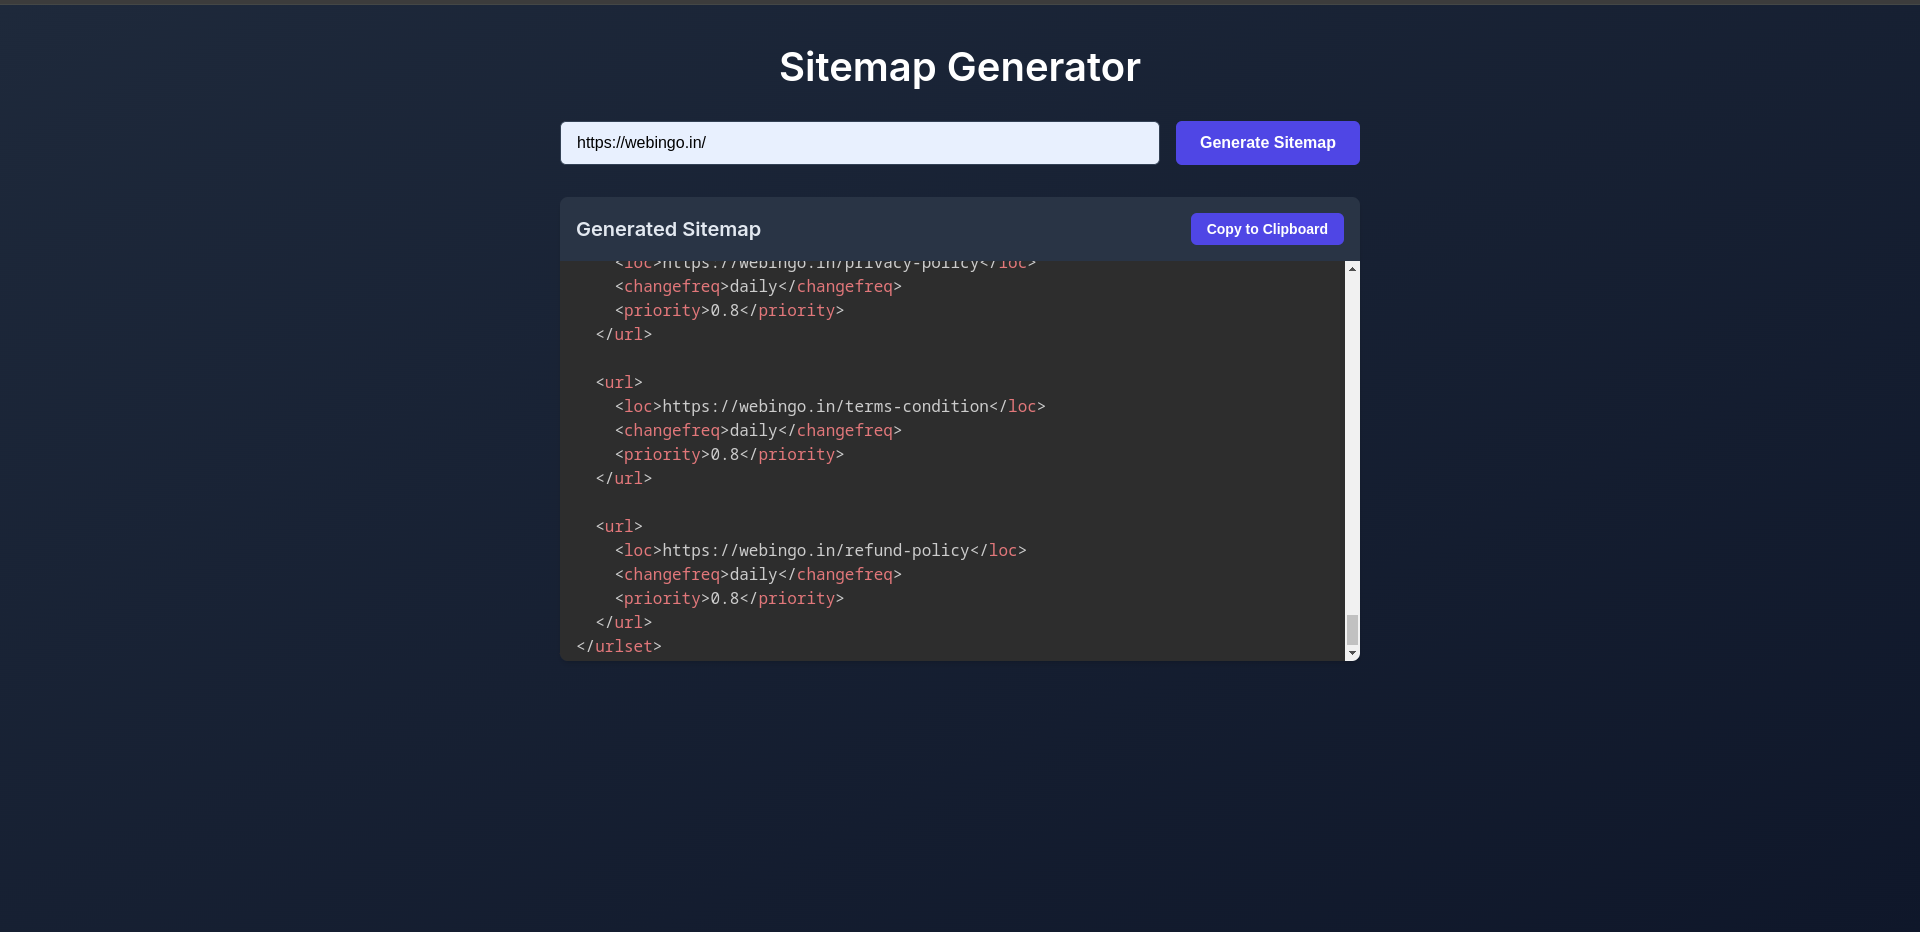 Sitemap Generator
https://webingo.in/
Generate Sitemap
Generated Sitemap
Copy to Clipboard
<loc>https://webingo.in/privacy-policy</loc>
<changefreq>daily</changefreq>
<priority>0.8</priority>
</url>
<url>
<loc>https://webingo.in/terms-condition</loc>
<changefreq>daily</changefreq>
<priority>0.8</priority>
</url>
<url>
<loc>https://webingo.in/refund-policy</loc>
<changefreq>daily</changefreq>
<priority>0.8</priority>
</url>
</urlset>